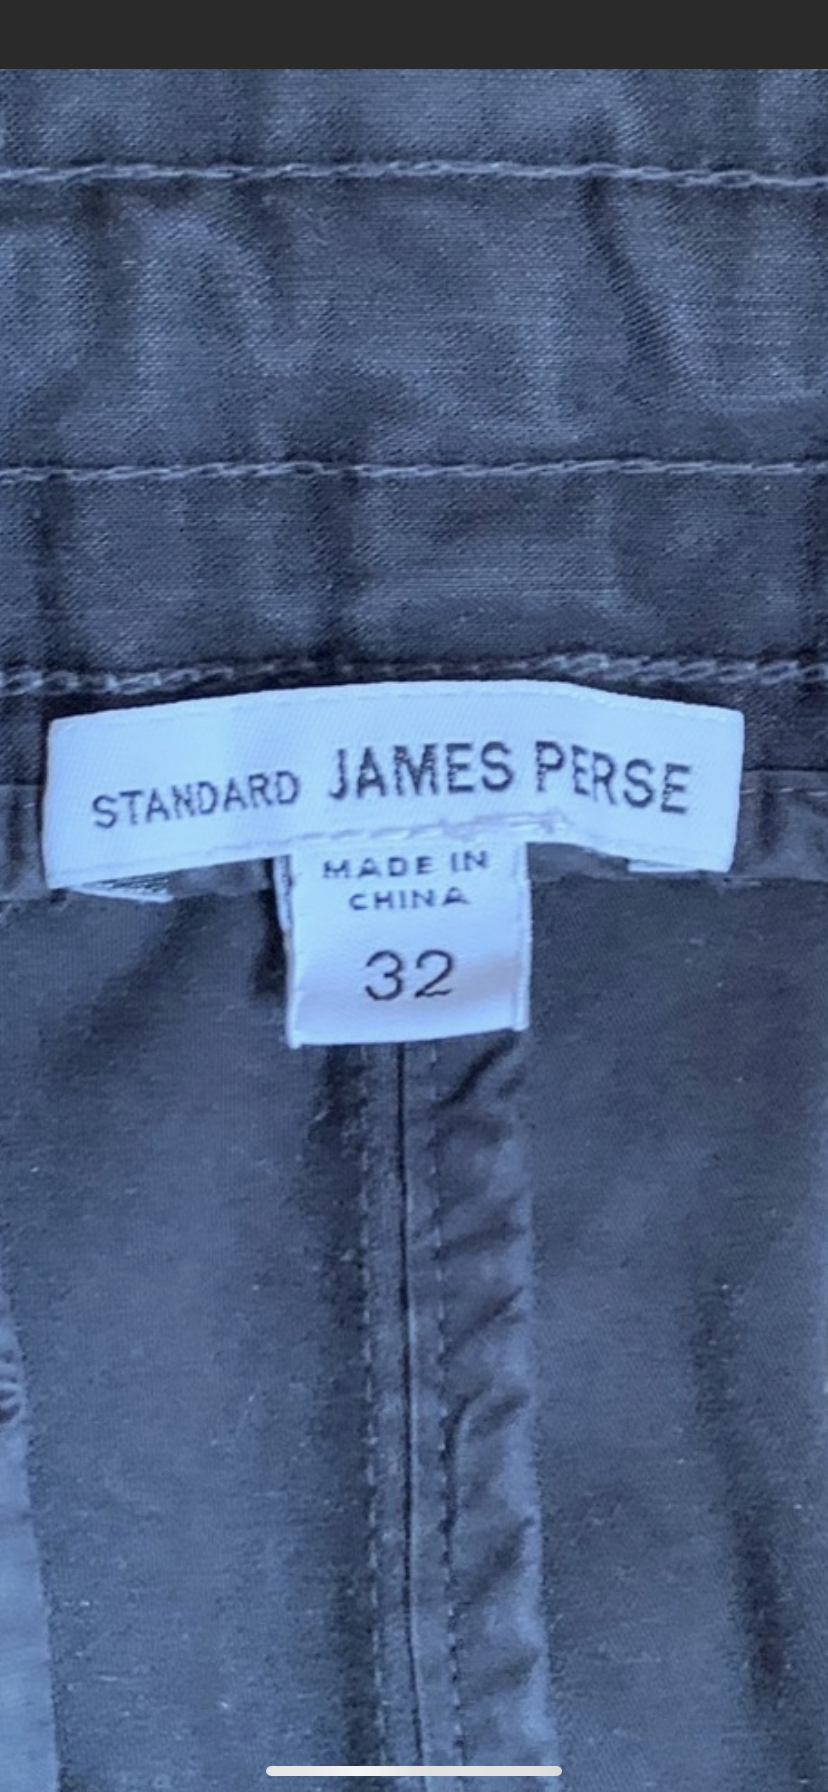 STANDARD JAMES PERSE
MADE IN
CHINA
32